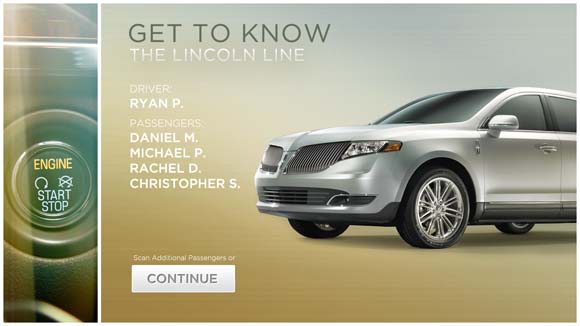 GET TO KNOW
THE LINCOLN LINE
DRIVER:
RYAN P.
PASSENGERS:
DANIEL M.
MICHAEL P.
RACHEL D.
CHRISTOPHER S.
ENGINE
START
STOP
Scan Additional Passengers or
CONTINUE